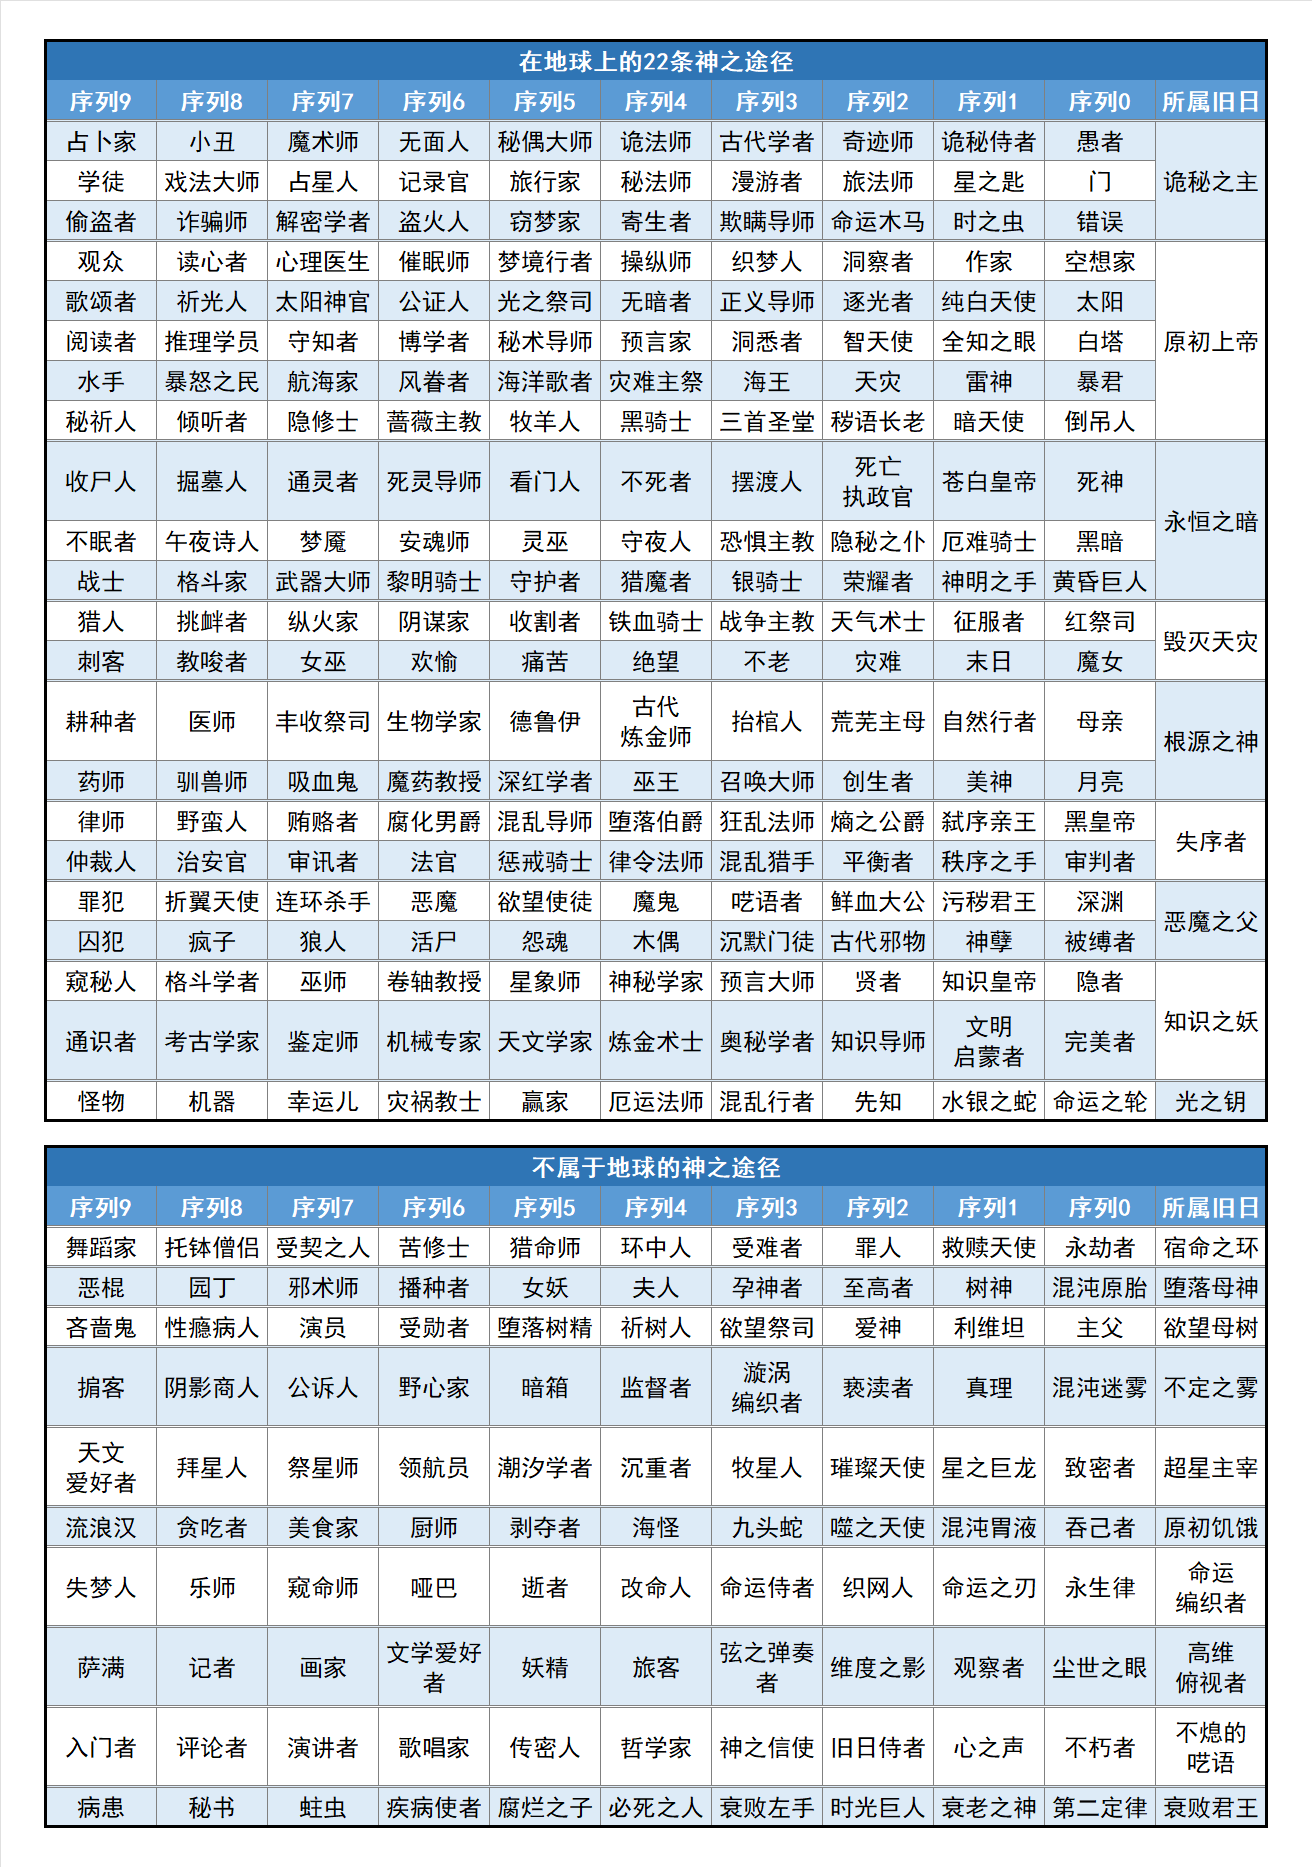 在地球上的22条神之途径
序列9 序列8 序列7 序列6 序列5 序列4 序列3 序列2 序列1 序列0 所属旧日
占卜家 小丑 魔术师 无面人 秘偶大师 诡法师 古代学者 奇迹师 诡秘侍者 愚者
学徒 戏法大师 占星人 记录官 旅行家 秘法师 漫游者 旅法师 星之匙 门 诡秘之主
偷盗者 诈骗师 解密学者 盗火人 窃梦家 寄生者 欺瞒导师 命运木马 时之虫 错误
观众 读心者 心理医生 催眠师 梦境行者 操纵师 织梦人 洞察者 作家 空想家
歌颂者 祈光人 太阳神官 公证人 光之祭司 无暗者 正义导师 逐光者 纯白天使 太阳
阅读者 推理学员 守知者 博学者 秘术导师 预言家 洞悉者 智天使 全知之眼 白塔 原初上帝
水手 暴怒之民 航海家 风眷者 海洋歌者 灾难主祭 海王 天灾 雷神 暴君
秘祈人 倾听者 隐修士 蔷薇主教 牧羊人 黑骑士 三首圣堂 秽语长老 暗天使 倒吊人
收尸人 掘墓人 通灵者 死灵导师 看门人 不死者 摆渡人 死亡
执政官 苍白皇帝 死神
永恒之暗
不眠者 午夜诗人 梦魇 安魂师 灵巫 守夜人 恐惧主教 隐秘之仆 厄难骑士 黑暗
战士 格斗家 武器大师 黎明骑士 守护者 猎魔者 银骑士 荣耀者 神明之手 黄昏巨人
猎人 挑衅者 纵火家 阴谋家 收割者 铁血骑士 战争主教 天气术士 征服者 红祭司
毁灭天灾
刺客 教唆者 女巫 欢愉 痛苦 绝望 不老 灾难 末日 魔女
耕种者 医师 丰收祭司 生物学家 德鲁伊 古代
炼金师 抬棺人 荒芜主母 自然行者 母亲
根源之神
药师 驯兽师 吸血鬼 魔药教授 深红学者 巫王 召唤大师 创生者 美神 月亮
律师 野蛮人 贿赂者 腐化男爵 混乱导师 堕落伯爵 狂乱法师 熵之公爵 弑序亲王 黑皇帝
失序者
仲裁人 治安官 审讯者 法官 惩戒骑士 律令法师 混乱猎手 平衡者 秩序之手 审判者
罪犯 折翼天使 连环杀手 恶魔 欲望使徒 魔鬼 呓语者 鲜血大公 污秽君王 深渊
恶魔之父
囚犯 疯子 狼人 活尸 怨魂 木偶 沉默门徒 古代邪物 神孽 被缚者
窥秘人 格斗学者 巫师 卷轴教授 星象师 神秘学家 预言大师 贤者 知识皇帝 隐者
知识之妖
通识者 考古学家 鉴定师 机械专家 天文学家 炼金术士 奥秘学者 知识导师 文明
启蒙者 完美者
怪物 机器 幸运儿 灾祸教士 赢家 厄运法师 混乱行者 先知 水银之蛇 命运之轮 光之钥
不属于地球的神之途径
序列9 序列8 序列7 序列6 序列5 序列4 序列3 序列2 序列1 序列0 所属旧日
舞蹈家 托钵僧侣 受契之人 苦修士 猎命师 环中人 受难者 罪人 救赎天使 永劫者 宿命之环
恶棍 园丁 邪术师 播种者 女妖 夫人 孕神者 至高者 树神 混沌原胎 堕落母神
吝啬鬼 性瘾病人 演员 受勋者 堕落树精 祈树人 欲望祭司 爱神 利维坦 主父 欲望母树
掮客 阴影商人 公诉人 野心家 暗箱 监督者 漩涡
编织者 亵渎者 真理 混沌迷雾 不定之雾
天文
爱好者 拜星人 祭星师 领航员 潮汐学者 沉重者 牧星人 璀璨天使 星之巨龙 致密者 超星主宰
流浪汉 贪吃者 美食家 厨师 剥夺者 海怪 九头蛇 噬之天使 混沌胃液 吞己者 原初饥饿
失梦人 乐师 窥命师 哑巴 逝者 改命人 命运侍者 织网人 命运之刃 永生律 命运
编织者
萨满 记者 画家 文学爱好
者 妖精 旅客 弦之弹奏
者 维度之影 观察者 尘世之眼 高维
俯视者
入门者 评论者 演讲者 歌唱家 传密人 哲学家 神之信使 旧日侍者 心之声 不朽者 不熄的
呓语
病患 秘书 蛀虫 疾病使者 腐烂之子 必死之人 衰败左手 时光巨人 衰老之神 第二定律 衰败君王